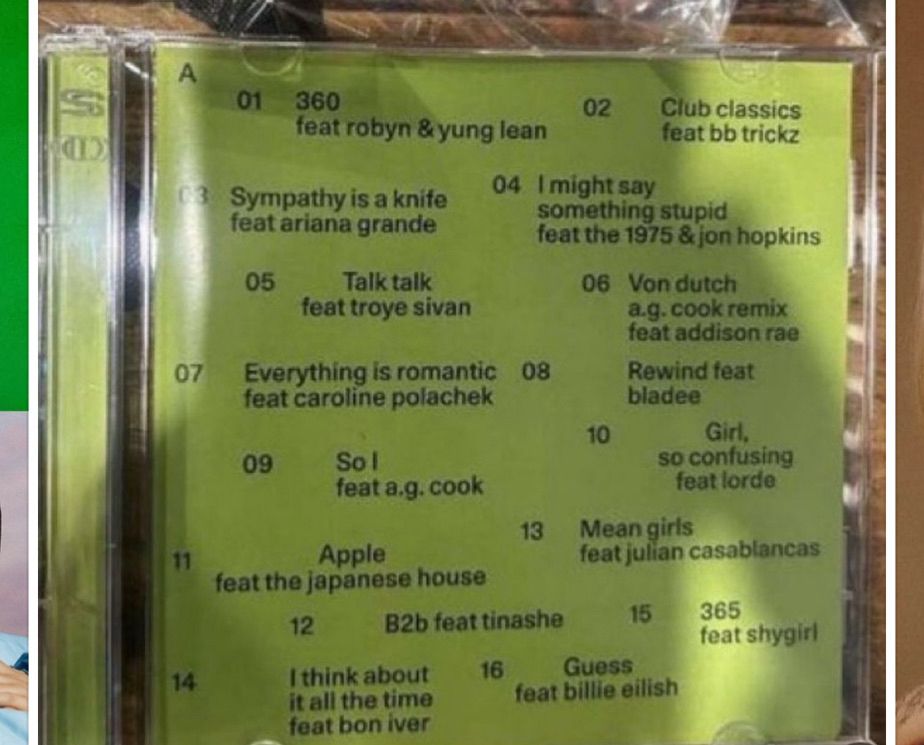 A
01 360
feat robyn & yung lean
02 Club classics
feat bb trickz
03 Sympathy is a knife
feat ariana grande
04 I might say
something stupid
feat the 1975 & jon hopkins
05 Talk talk
feat troye sivan
06 Von dutch
a.g. cook remix
feat addison rae
07 Everything is romantic
feat caroline polachek
08 Rewind feat
bladee
09 So I
feat a.g. cook
10 Girl,
so confusing
feat lorde
11 Apple
feat the japanese house
13 Mean girls
feat julian casablancas
12 B2b feat tinashe
15 365
feat shygirl
14 I think about
it all the time
feat bon iver
16 Guess
feat billie eilish